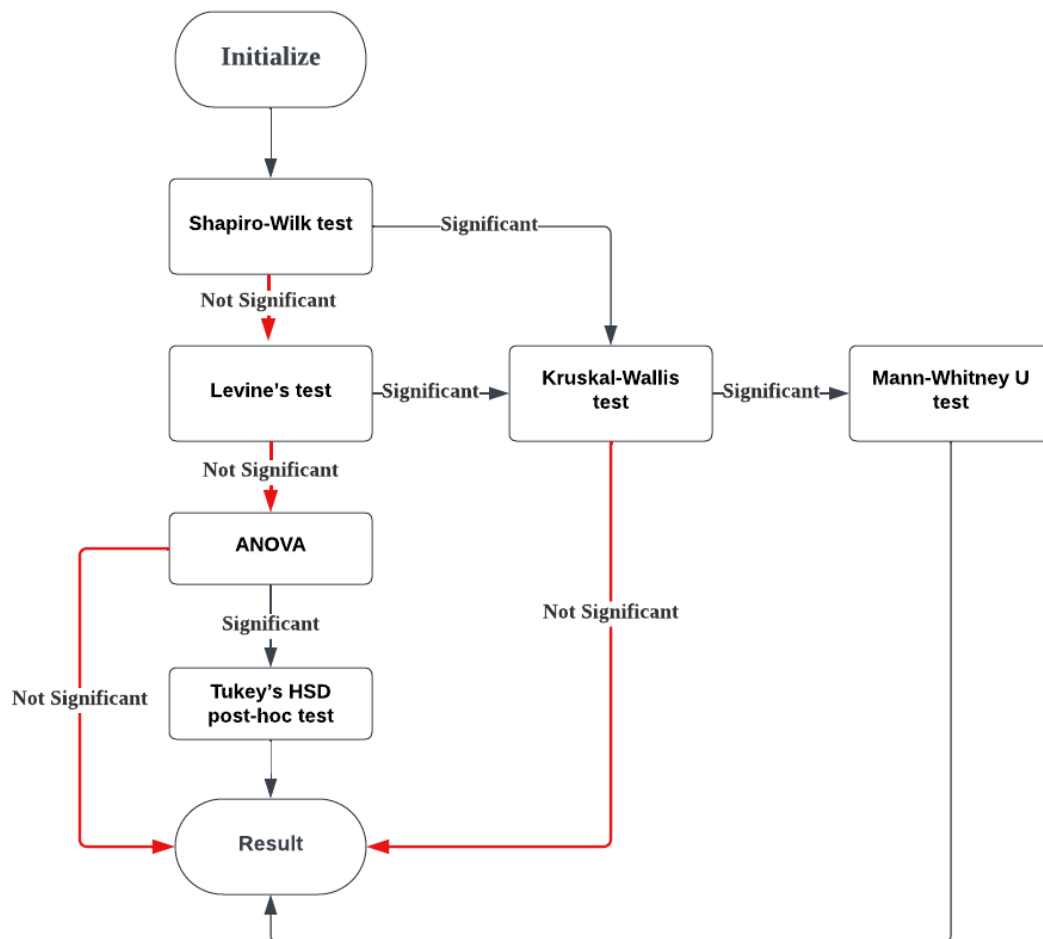 Initialize
Shapiro-Wilk test
Significant
Not Significant
Levine’s test
Significant
Kruskal-Wallis
test
Significant
Mann-Whitney U
test
Not Significant
ANOVA
Significant
Not Significant
Not Significant
Tukey’s HSD
post-hoc test
Result